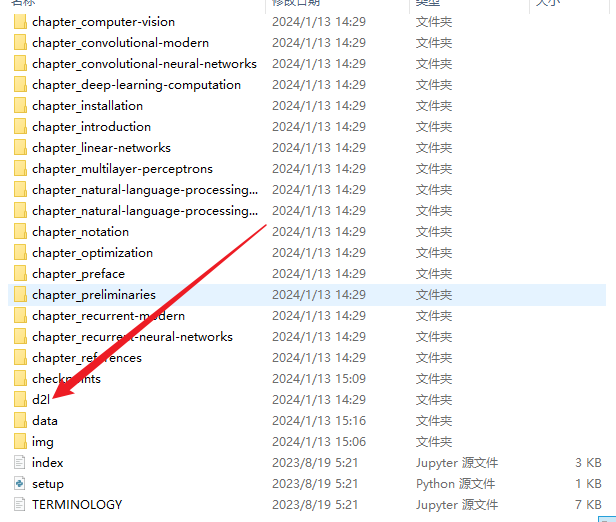 名称 修改日期 类型 大小
chapter_computer-vision 2024/1/13 14:29 文件夹
chapter_convolutional-modern 2024/1/13 14:29 文件夹
chapter_convolutional-neural-networks 2024/1/13 14:29 文件夹
chapter_deep-learning-computation 2024/1/13 14:29 文件夹
chapter_installation 2024/1/13 14:29 文件夹
chapter_introduction 2024/1/13 14:29 文件夹
chapter_linear-networks 2024/1/13 14:29 文件夹
chapter_multilayer-perceptrons 2024/1/13 14:29 文件夹
chapter_natural-language-processing... 2024/1/13 14:29 文件夹
chapter_natural-language-processing... 2024/1/13 14:29 文件夹
chapter_notation 2024/1/13 14:29 文件夹
chapter_optimization 2024/1/13 14:29 文件夹
chapter_preface 2024/1/13 14:29 文件夹
chapter_preliminaries 2024/1/13 14:29 文件夹
chapter_recurrent-modern 2024/1/13 14:29 文件夹
chapter_recurrent-neural-networks 2024/1/13 14:29 文件夹
chapter_references 2024/1/13 14:29 文件夹
checkpoints 2024/1/13 15:09 文件夹
d2l 2024/1/13 14:29 文件夹
data 2024/1/13 15:16 文件夹
img 2024/1/13 15:06 文件夹
index 2023/8/19 5:21 Jupyter 源文件 3 KB
setup 2023/8/19 5:21 Python 源文件 1 KB
TERMINOLOGY 2023/8/19 5:21 Jupyter 源文件 7 KB